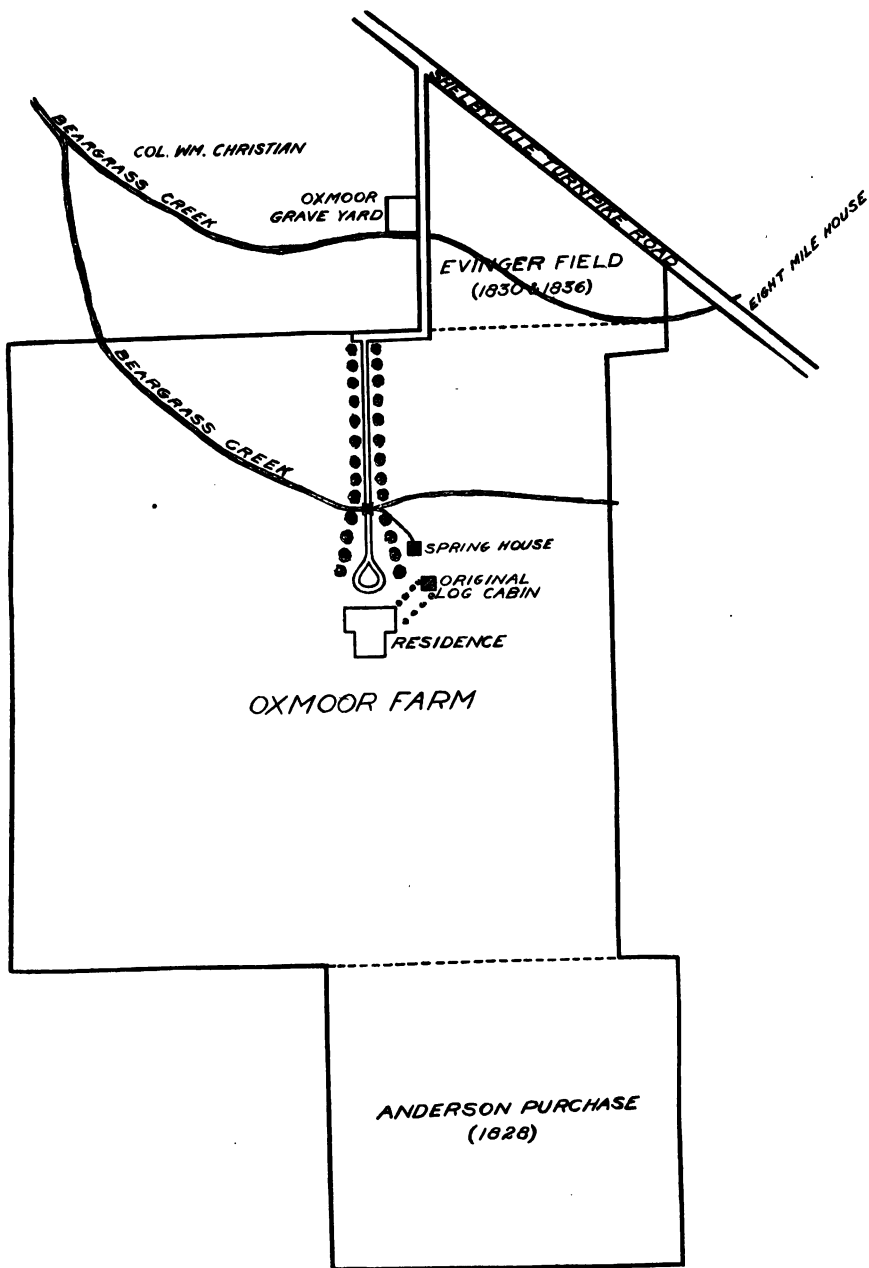 SHELBYVILLE TURNPIKE ROAD
BEARGRASS CREEK
COL. WM. CHRISTIAN
OXMOOR
GRAVE YARD
EVINGER FIELD
(1830 & 1836)
EIGHT MILE HOUSE
BEARGRASS CREEK
SPRING HOUSE
ORIGINAL
LOG CABIN
RESIDENCE
OXMOOR FARM
ANDERSON PURCHASE
(1828)